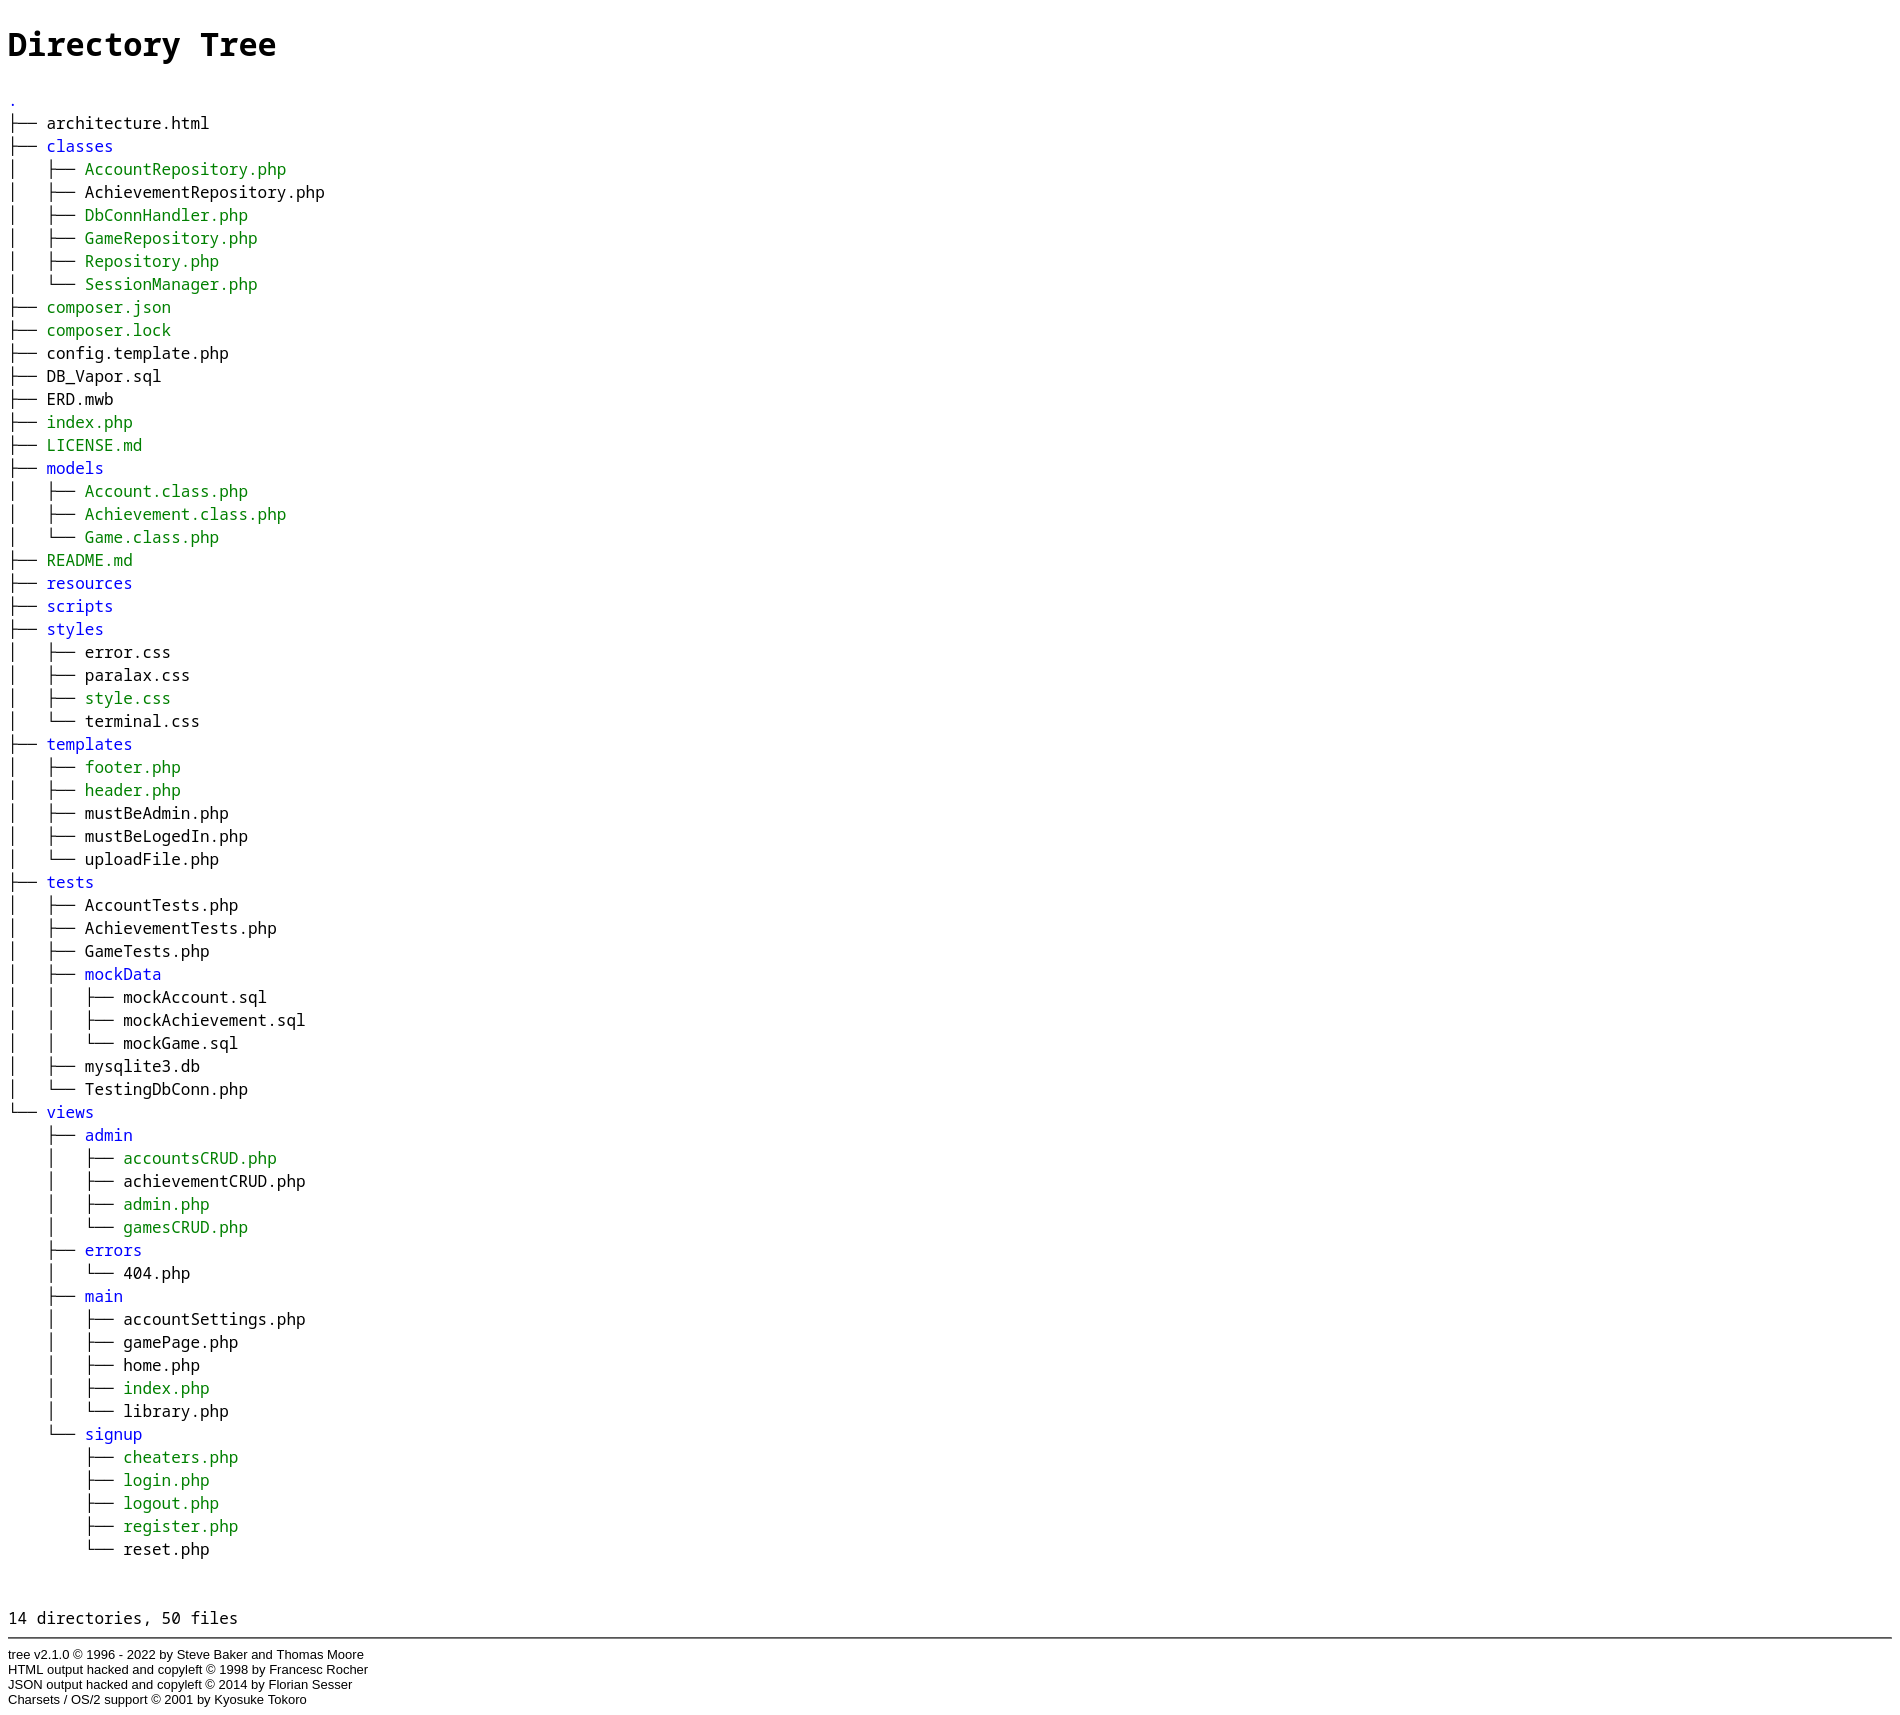 Directory Tree
.
├── architecture.html
├── classes
│   ├── AccountRepository.php
│   ├── AchievementRepository.php
│   ├── DbConnHandler.php
│   ├── GameRepository.php
│   ├── Repository.php
│   └── SessionManager.php
├── composer.json
├── composer.lock
├── config.template.php
├── DB_Vapor.sql
├── ERD.mwb
├── index.php
├── LICENSE.md
├── models
│   ├── Account.class.php
│   ├── Achievement.class.php
│   └── Game.class.php
├── README.md
├── resources
├── scripts
├── styles
│   ├── error.css
│   ├── paralax.css
│   ├── style.css
│   └── terminal.css
├── templates
│   ├── footer.php
│   ├── header.php
│   ├── mustBeAdmin.php
│   ├── mustBeLogedIn.php
│   └── uploadFile.php
├── tests
│   ├── AccountTests.php
│   ├── AchievementTests.php
│   ├── GameTests.php
│   ├── mockData
│   │   ├── mockAccount.sql
│   │   ├── mockAchievement.sql
│   │   └── mockGame.sql
│   ├── mysqlite3.db
│   └── TestingDbConn.php
└── views
    ├── admin
    │   ├── accountsCRUD.php
    │   ├── achievementCRUD.php
    │   ├── admin.php
    │   └── gamesCRUD.php
    ├── errors
    │   └── 404.php
    ├── main
    │   ├── accountSettings.php
    │   ├── gamePage.php
    │   ├── home.php
    │   ├── index.php
    │   └── library.php
    └── signup
        ├── cheaters.php
        ├── login.php
        ├── logout.php
        ├── register.php
        └── reset.php
14 directories, 50 files
tree v2.1.0 © 1996 - 2022 by Steve Baker and Thomas Moore
HTML output hacked and copyleft © 1998 by Francesc Rocher
JSON output hacked and copyleft © 2014 by Florian Sesser
Charsets / OS/2 support © 2001 by Kyosuke Tokoro